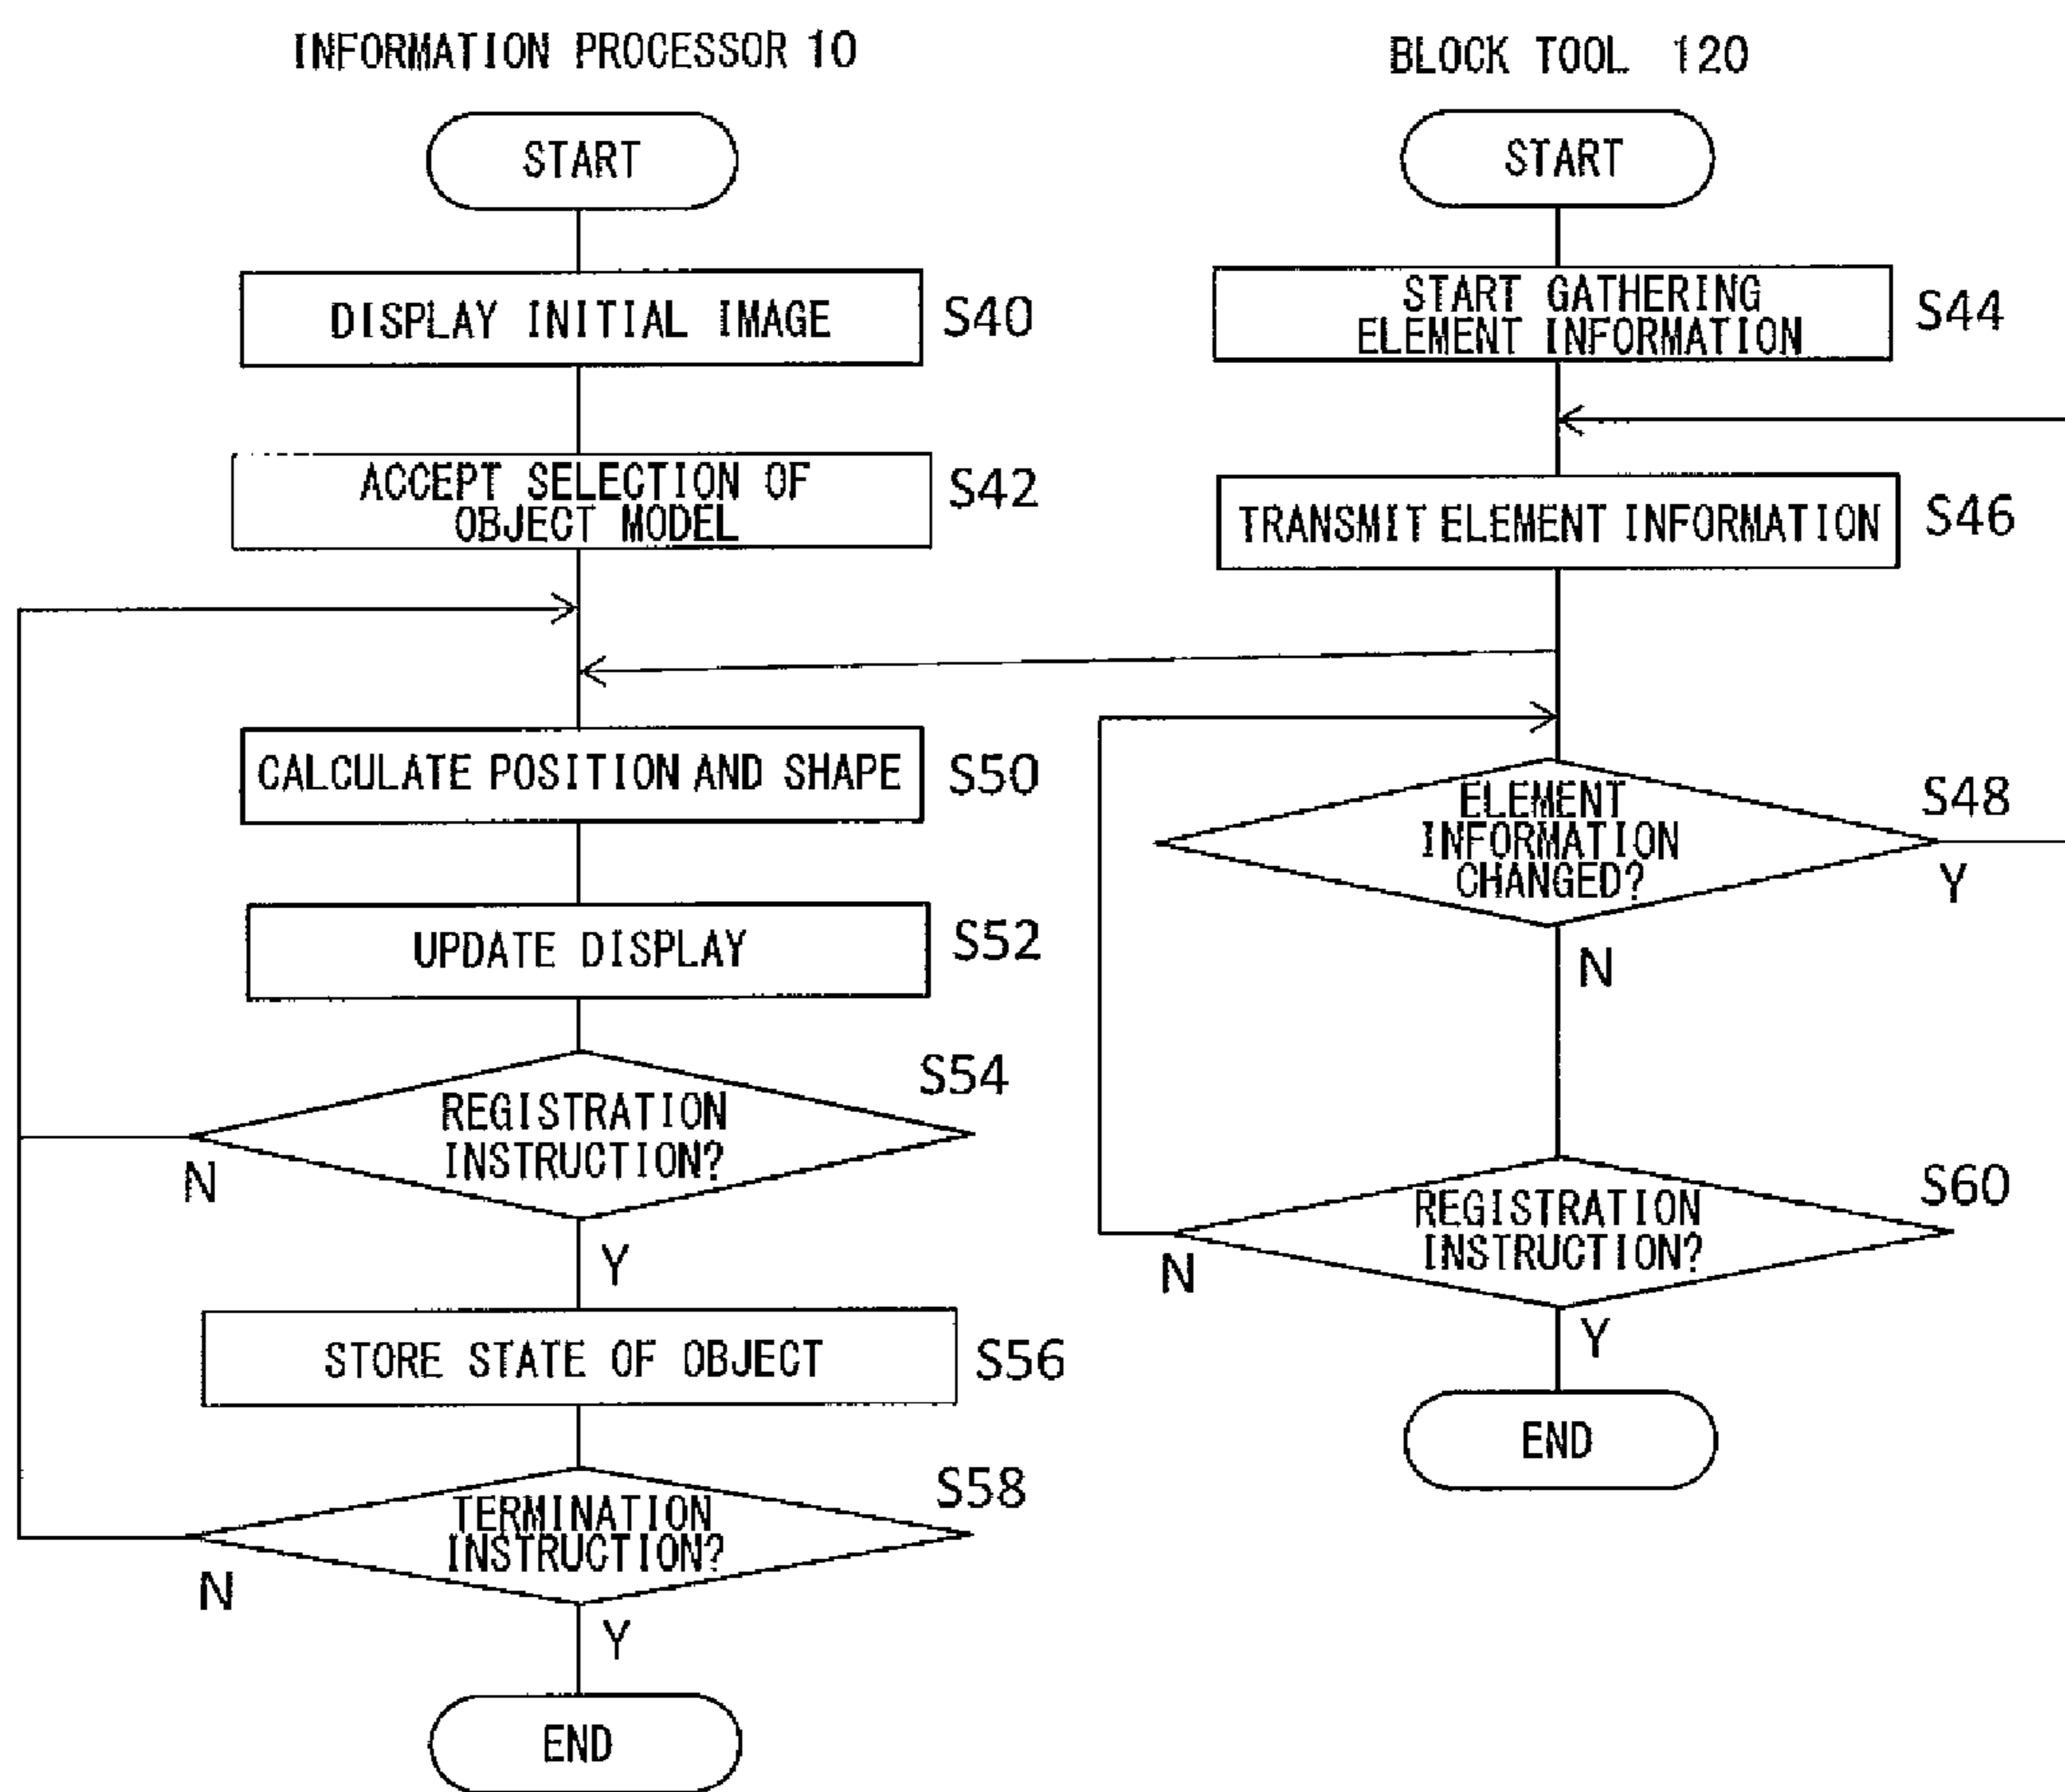 INFORMATION PROCESSOR 10
START
DISPLAY INITIAL IMAGE
S40
ACCEPT SELECTION OF
OBJECT MODEL
S42
CALCULATE POSITION AND SHAPE
S50
UPDATE DISPLAY
S52
REGISTRATION
INSTRUCTION?
S54
N
Y
STORE STATE OF OBJECT
S56
TERMINATION
INSTRUCTION?
S58
N
Y
END
BLOCK TOOL 120
START
START GATHERING
ELEMENT INFORMATION
S44
TRANSMIT ELEMENT INFORMATION
S46
ELEMENT
INFORMATION
CHANGED?
S48
Y
N
REGISTRATION
INSTRUCTION?
S60
N
Y
END